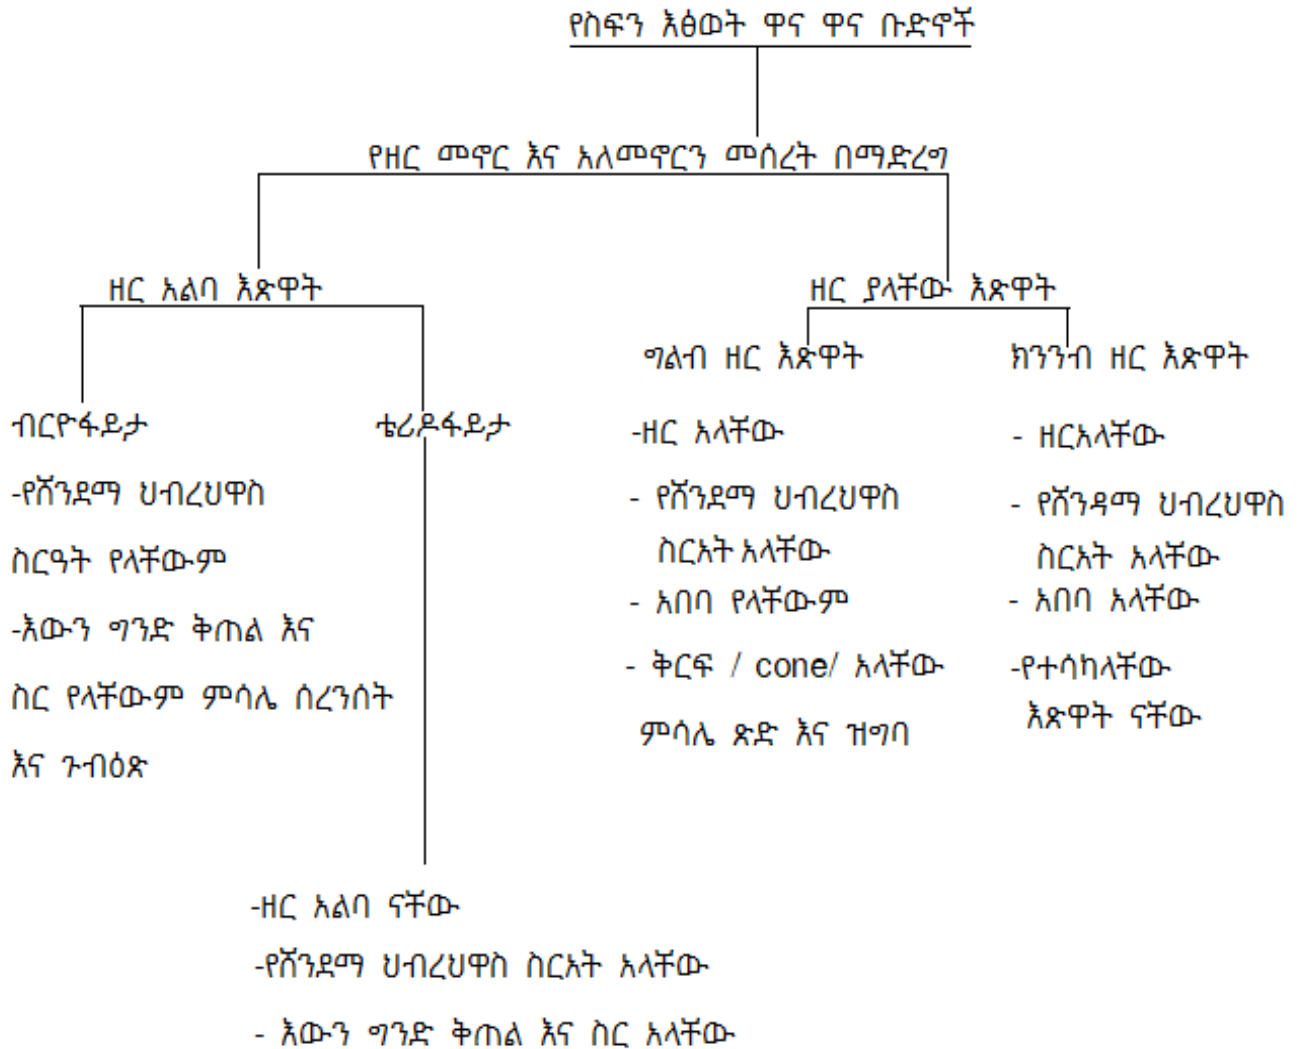 የስፍን እፅወት ዋና ዋና ቡድኖች
የዘር መኖር እና አለመኖርን መሰረት በማድረግ
ዘር አልባ እጽዋት
ዘር ያላቸው እጽዋት
ብርዮፋይታ
-የሸንደማ ህብረህዋስ
ስርዓት የላቸውም
-እውን ግንድ ቅጠል እና
ስር የላቸውም ምሳሌ ሰረንሰት
እና ጉብዕጽ
ቴሪዶፋይታ
-ዘር አልባ ናቸው
-የሸንደማ ህብረህዋስ ስርአት አላቸው
- እውን ግንድ ቅጠል እና ስር አላቸው
ግልብ ዘር እጽዋት
-ዘር አላቸው
- የሸንደማ ህብረህዋስ
ስርአት አላቸው
- አበባ የላቸውም
- ቅርፍ / cone/ አላቸው
ምሳሌ ጽድ እና ዝግባ
ክንንብ ዘር እጽዋት
- ዘርአላቸው
- የሸንዳማ ህብረህዋስ
ስርአት አላቸው
- አበባ አላቸው
-የተሳካላቸው
እጽዋት ናቸው